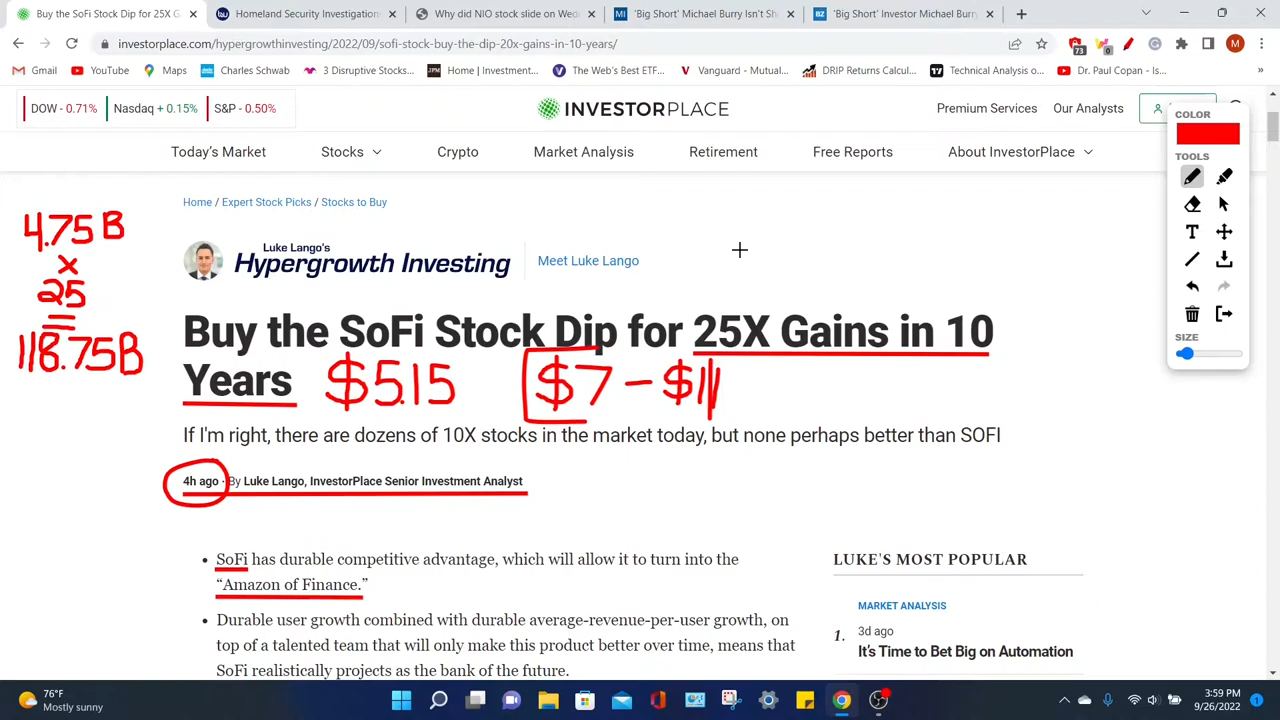 Buy the SoFi Stock Dip for 25X G
Homeland Security Investigation
Why did NIO stock slide on Wed
'Big Short' Michael Burry Isn't Sh
'Big Short' Investor Michael Burry
investorplace.com/hypergrowthinvesting/2022/09/sofi-stock-buy-the-dip-20x-gains-in-10-years/
73
0
M
Gmail
YouTube
Maps
Charles Schwab
3 Disruptive Stocks...
Home | Investment...
The Web's Best ETF...
Vanguard - Mutual...
DRIP Returns Calcul...
Technical Analysis o...
Dr. Paul Copan - Is...
DOW - 0.71%
Nasdaq + 0.15%
S&P - 0.50%
INVESTORPLACE
Premium Services
Our Analysts
COLOR
TOOLS
SIZE
Today's Market
Stocks
Crypto
Market Analysis
Retirement
Free Reports
About InvestorPlace
Home / Expert Stock Picks / Stocks to Buy
4.75 B
x
25
=
118.75B
Luke Lango's
Hypergrowth Investing
Meet Luke Lango
Buy the SoFi Stock Dip for 25X Gains in 10
Years
$5.15
$7 - $11
If I'm right, there are dozens of 10X stocks in the market today, but none perhaps better than SOFI
4h ago · By Luke Lango, InvestorPlace Senior Investment Analyst
• SoFi has durable competitive advantage, which will allow it to turn into the
“Amazon of Finance.”
• Durable user growth combined with durable average-revenue-per-user growth, on
top of a talented team that will only make this product better over time, means that
SoFi realistically projects as the bank of the future.
LUKE'S MOST POPULAR
MARKET ANALYSIS
1.
3d ago
It's Time to Bet Big on Automation
76°F
Mostly sunny
3:59 PM
9/26/2022